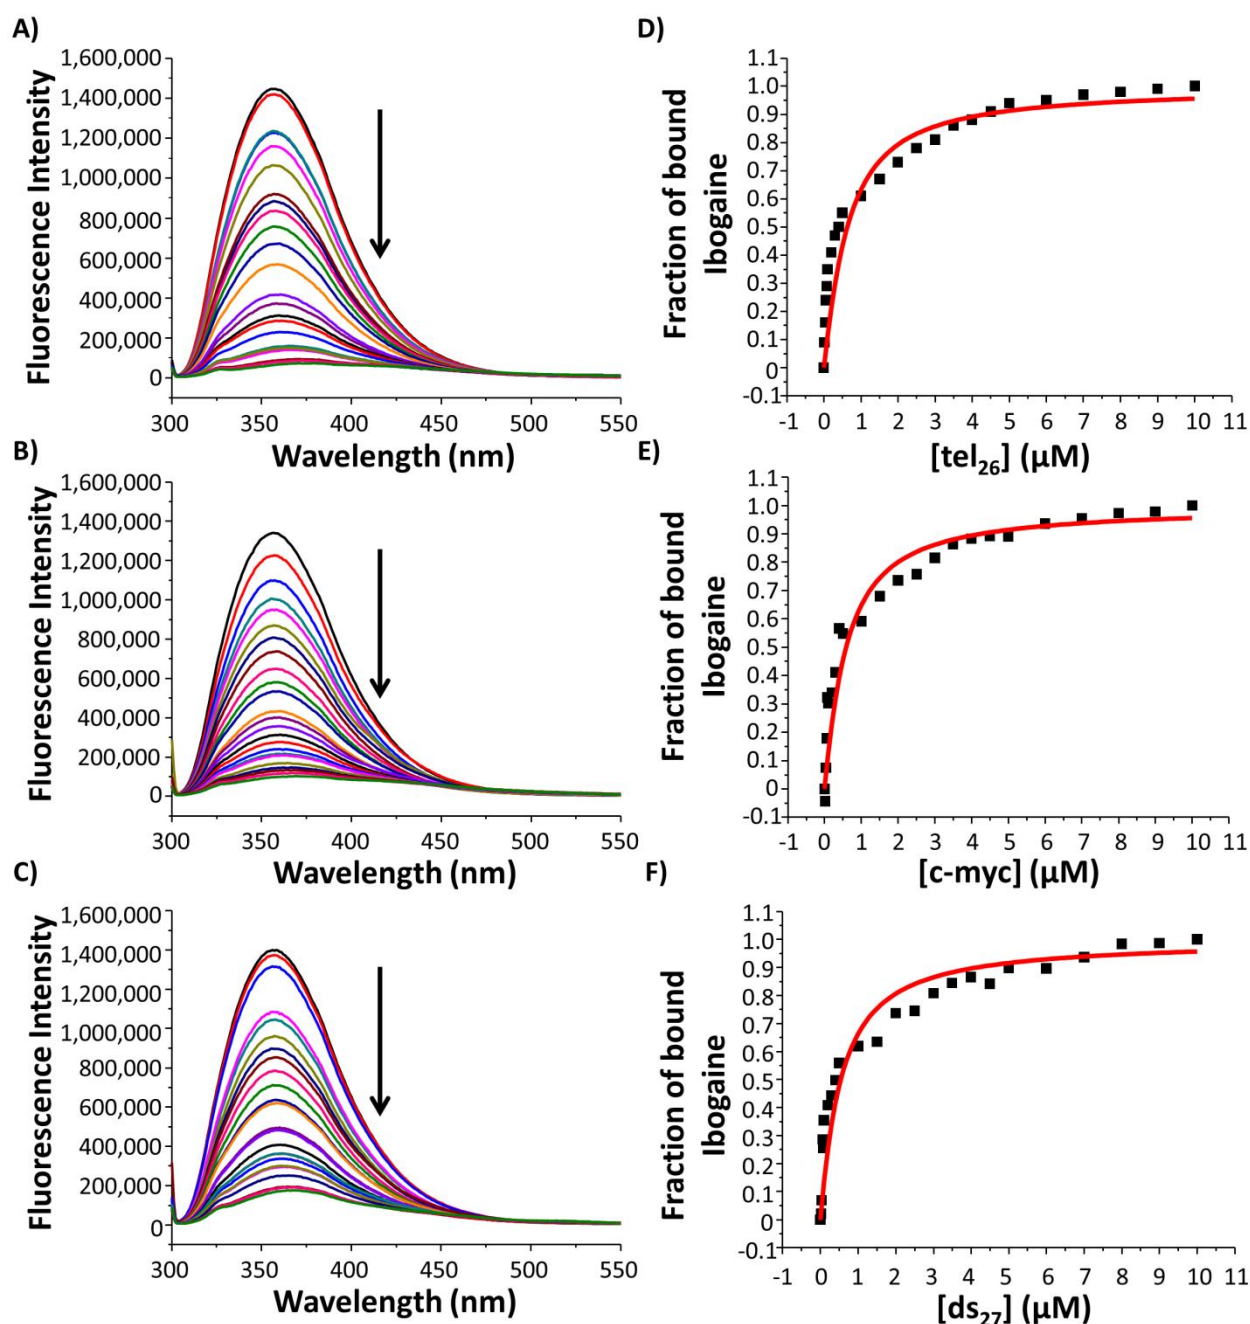 A)
Fluorescence Intensity
1,600,000
1,400,000
1,200,000
1,000,000
800,000
600,000
400,000
200,000
0
300 350 400 450 500 550
Wavelength (nm)
D)
Fraction of bound
Ibogaine
1.1
1.0
0.9
0.8
0.7
0.6
0.5
0.4
0.3
0.2
0.1
0
-0.1
-1 0 1 2 3 4 5 6 7 8 9 10 11
[tel26] (μM)
B)
Fluorescence Intensity
1,600,000
1,400,000
1,200,000
1,000,000
800,000
600,000
400,000
200,000
0
300 350 400 450 500 550
Wavelength (nm)
E)
Fraction of bound
Ibogaine
1.1
1.0
0.9
0.8
0.7
0.6
0.5
0.4
0.3
0.2
0.1
0
-0.1
-1 0 1 2 3 4 5 6 7 8 9 10 11
[c-myc] (μM)
C)
Fluorescence Intensity
1,600,000
1,400,000
1,200,000
1,000,000
800,000
600,000
400,000
200,000
0
300 350 400 450 500 550
Wavelength (nm)
F)
Fraction of bound
Ibogaine
1.1
1.0
0.9
0.8
0.7
0.6
0.5
0.4
0.3
0.2
0.1
0
-0.1
-1 0 1 2 3 4 5 6 7 8 9 10 11
[ds27] (μM)